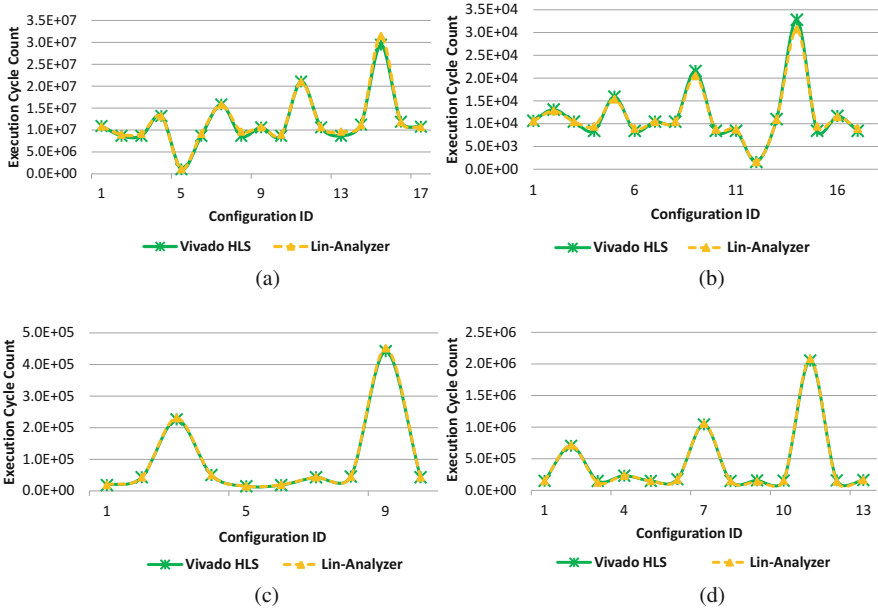 Execution Cycle Count
3.5E+07
3.0E+07
2.5E+07
2.0E+07
1.5E+07
1.0E+07
5.0E+06
0.0E+00
1 5 9 13 17
Configuration ID
Vivado HLS Lin-Analyzer
(a)
Execution Cycle Count
3.5E+04
3.0E+04
2.5E+04
2.0E+04
1.5E+04
1.0E+04
5.0E+03
0.0E+00
1 6 11 16
Configuration ID
Vivado HLS Lin-Analyzer
(b)
Execution Cycle Count
5.0E+05
4.0E+05
3.0E+05
2.0E+05
1.0E+05
0.0E+00
1 5 9
Configuration ID
Vivado HLS Lin-Analyzer
(c)
Execution Cycle Count
2.5E+06
2.0E+06
1.5E+06
1.0E+06
5.0E+05
0.0E+00
1 4 7 10 13
Configuration ID
Vivado HLS Lin-Analyzer
(d)